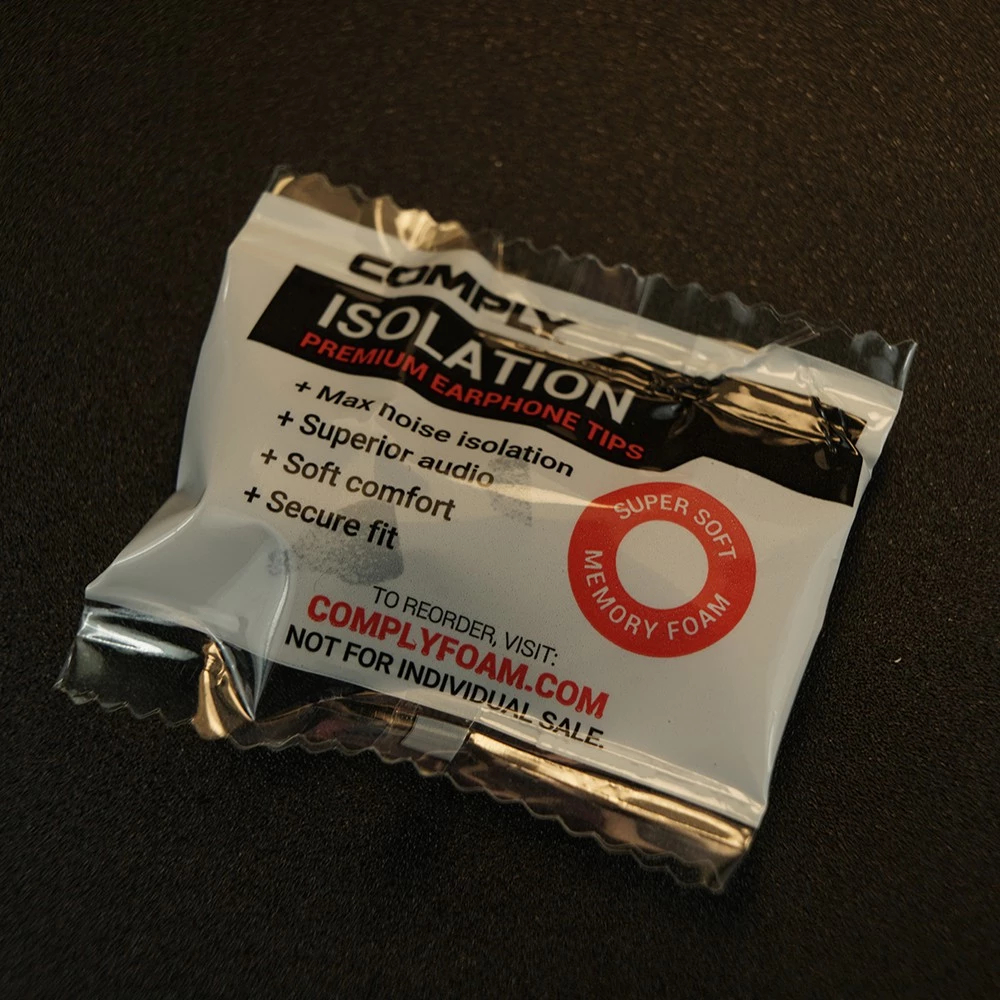 COMPLY
ISOLATION
PREMIUM EARPHONE TIPS
+ Max noise isolation
+ Superior audio
+ Soft comfort
+ Secure fit
SUPER SOFT
MEMORY FOAM
TO REORDER, VISIT:
COMPLYFOAM.COM
NOT FOR INDIVIDUAL SALE.